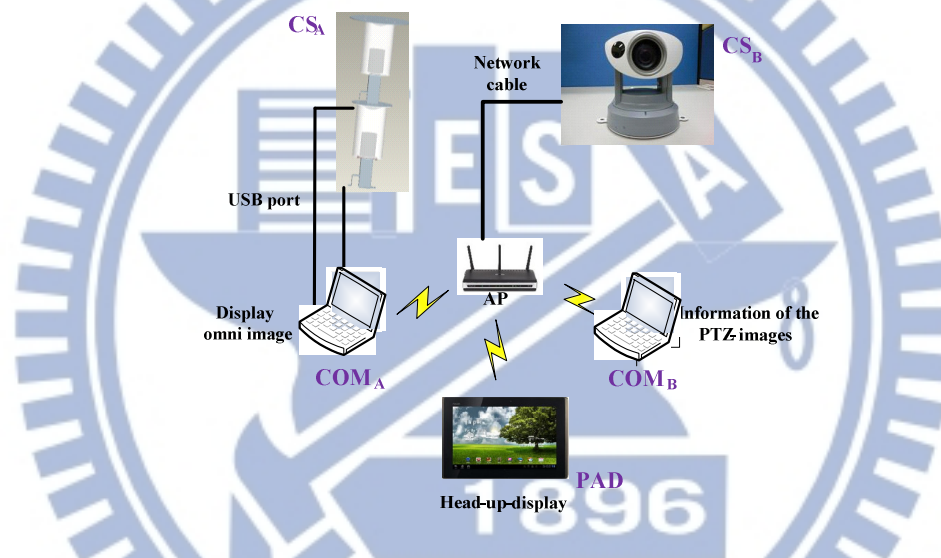 CSA
CSB
Network
cable
USB port
AP
Display
omni image
Information of the
PTZ-images
COM A
COM B
PAD
Head-up-display
ESA
1896